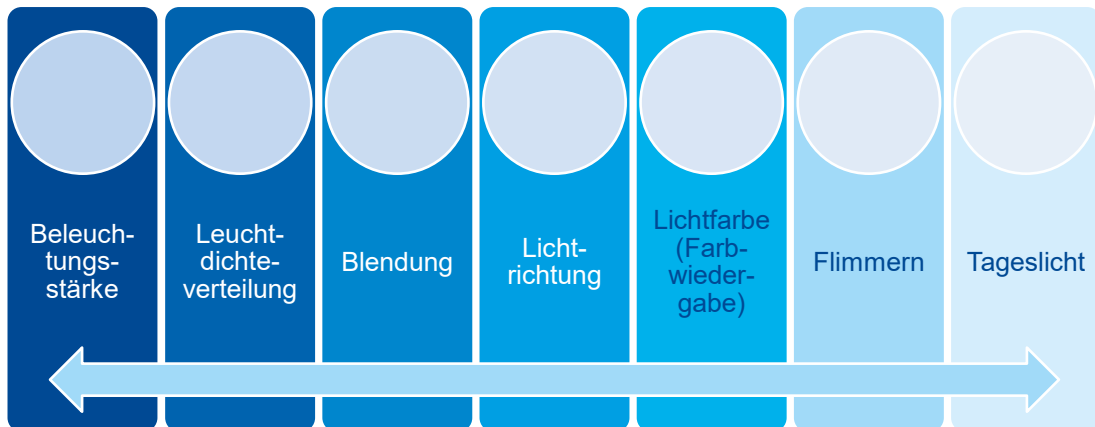 Beleuch-
tungs-
stärke
Leucht-
dichte-
verteilung
Blendung
Licht-
richtung
Lichtfarbe
(Farb-
wieder-
gabe)
Flimmern
Tageslicht